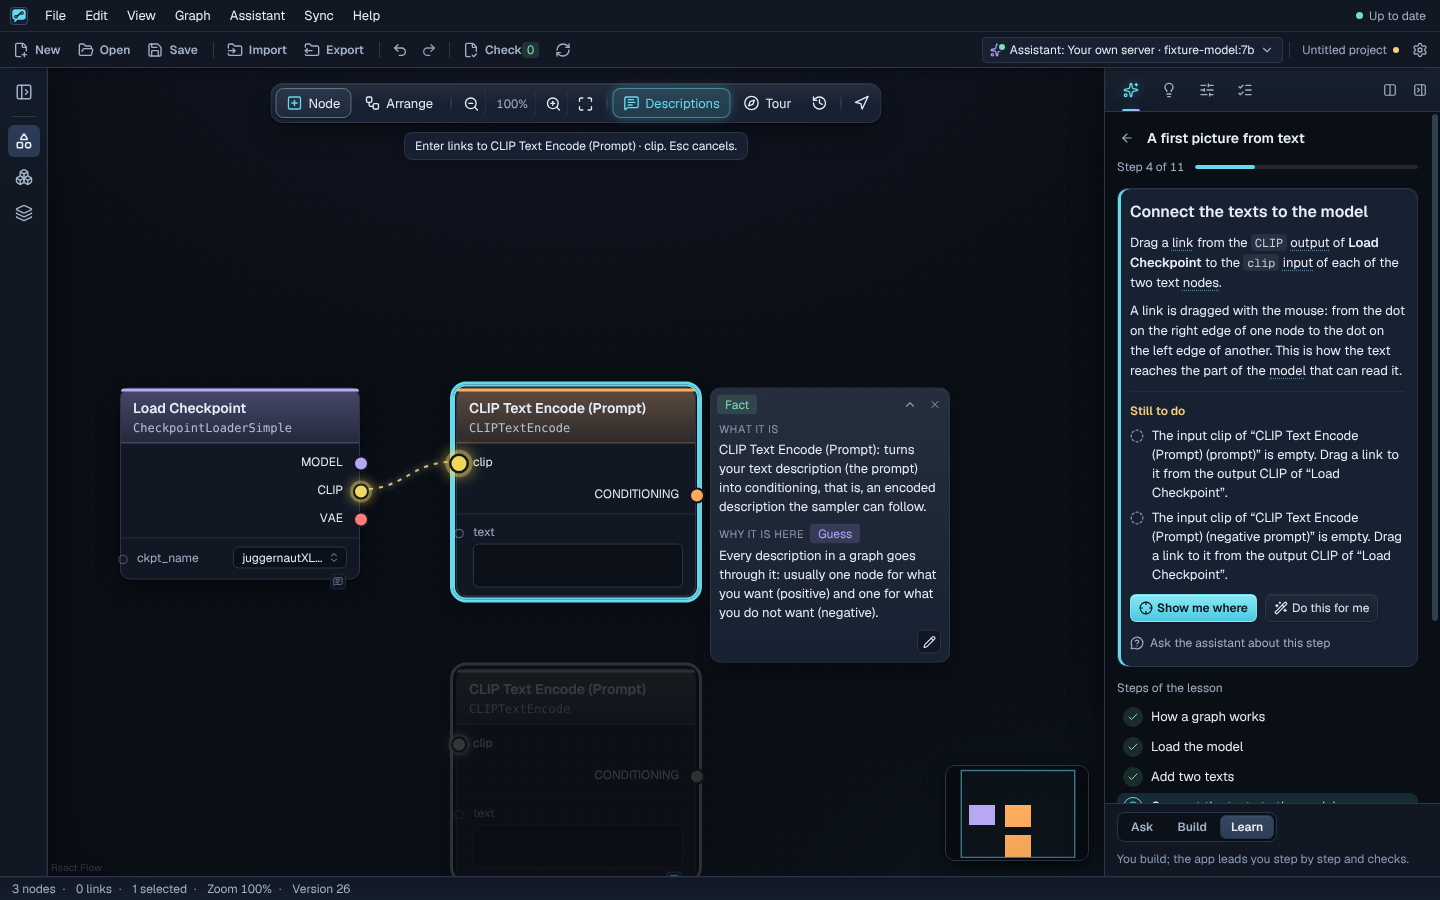 File Edit View Graph Assistant Sync Help
Up to date
New Open Save Import Export Check 0
Assistant: Your own server · fixture-model:7b
Untitled project
Node Arrange 100% Descriptions Tour
Enter links to CLIP Text Encode (Prompt) · clip. Esc cancels.
Load Checkpoint
CheckpointLoaderSimple
MODEL
CLIP
VAE
ckpt_name juggernautXL...
CLIP Text Encode (Prompt)
CLIPTextEncode
clip
CONDITIONING
text
Fact
WHAT IT IS
CLIP Text Encode (Prompt): turns
your text description (the prompt)
into conditioning, that is, an encoded
description the sampler can follow.
WHY IT IS HERE Guess
Every description in a graph goes
through it: usually one node for what
you want (positive) and one for what
you do not want (negative).
CLIP Text Encode (Prompt)
CLIPTextEncode
clip
CONDITIONING
text
React Flow
A first picture from text
Step 4 of 11
Connect the texts to the model
Drag a link from the CLIP output of Load
Checkpoint to the clip input of each of the
two text nodes.
A link is dragged with the mouse: from the dot
on the right edge of one node to the dot on
the left edge of another. This is how the text
reaches the part of the model that can read it.
Still to do
The input clip of “CLIP Text Encode
(Prompt) (prompt)” is empty. Drag a link to
it from the output CLIP of “Load
Checkpoint”.
The input clip of “CLIP Text Encode
(Prompt) (negative prompt)” is empty. Drag
a link to it from the output CLIP of “Load
Checkpoint”.
Show me where Do this for me
Ask the assistant about this step
Steps of the lesson
How a graph works
Load the model
Add two texts
Ask Build Learn
You build; the app leads you step by step and checks.
3 nodes · 0 links · 1 selected · Zoom 100% · Version 26